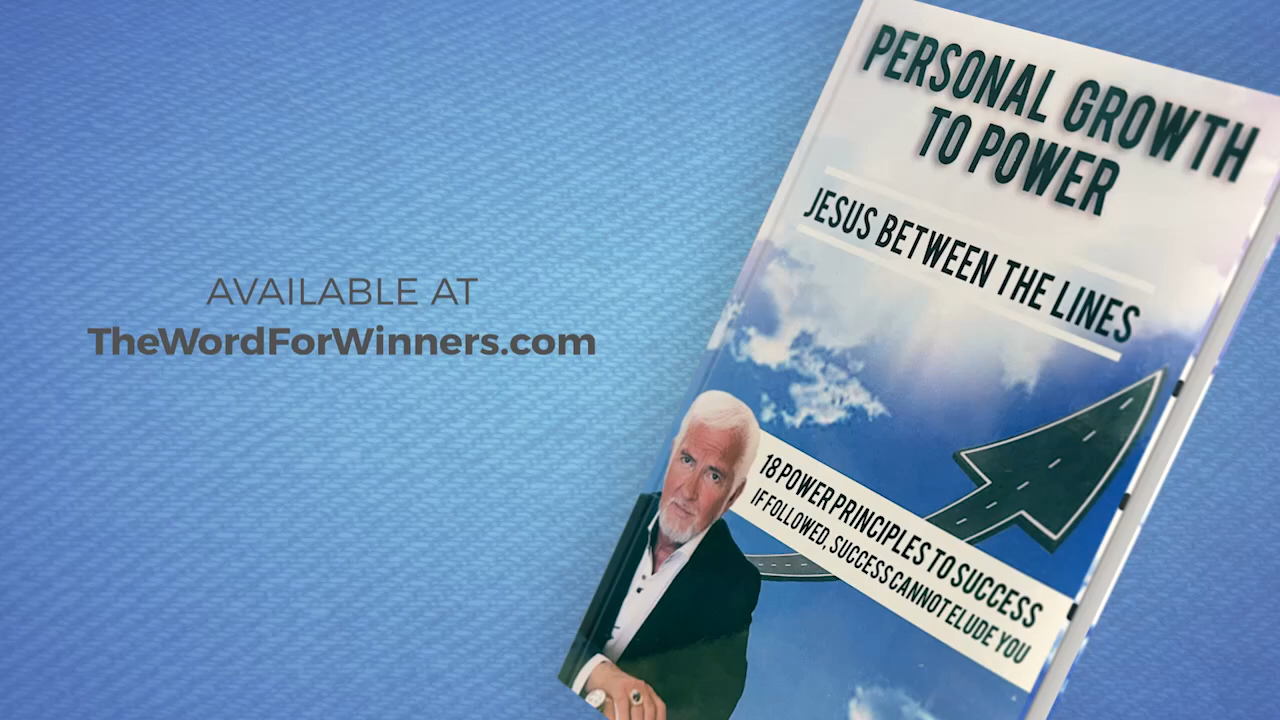 AVAILABLE AT
TheWordForWinners.com
PERSONAL GROWTH
TO POWER
JESUS BETWEEN THE LINES
18 POWER PRINCIPLES TO SUCCESS
IF FOLLOWED, SUCCESS CANNOT ELUDE YOU